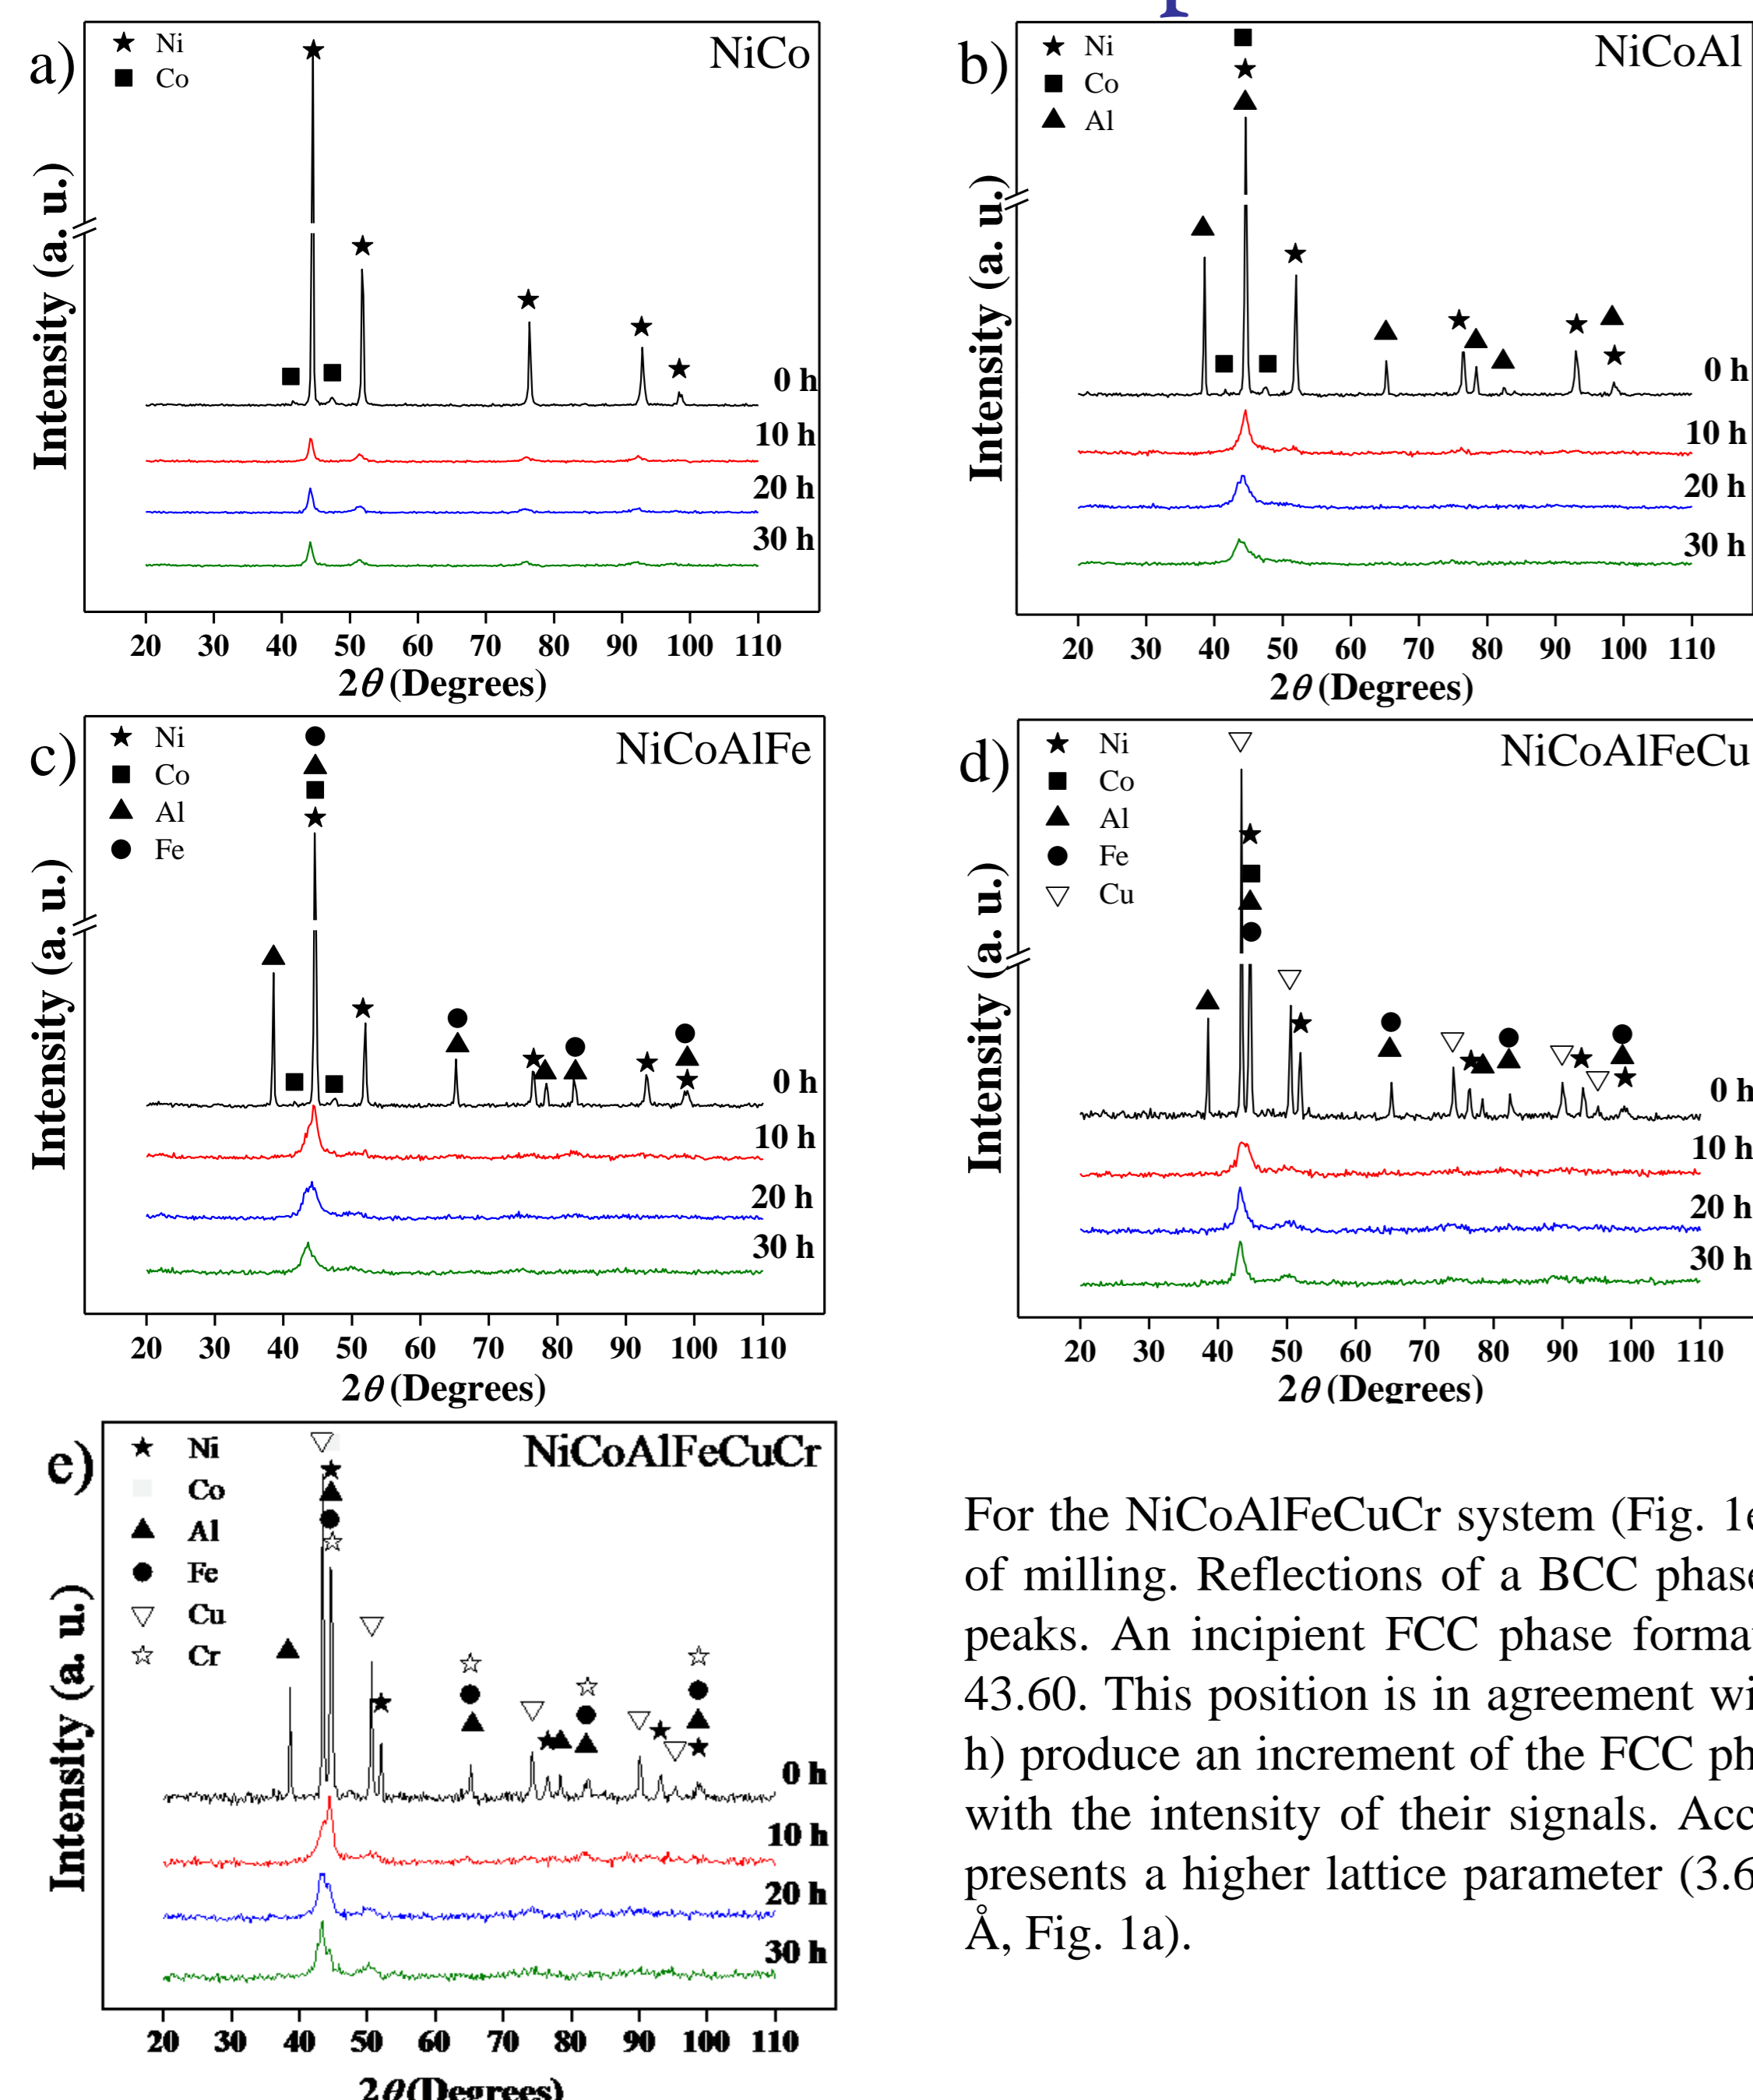 a)
Ni
Co
NiCo
Intensity (a. u.)
0 h
10 h
20 h
30 h
20 30 40 50 60 70 80 90 100 110
2θ (Degrees)
b)
Ni
Co
Al
NiCoAl
Intensity (a. u.)
0 h
10 h
20 h
30 h
20 30 40 50 60 70 80 90 100 110
2θ (Degrees)
c)
Ni
Co
Al
Fe
NiCoAlFe
Intensity (a. u.)
0 h
10 h
20 h
30 h
20 30 40 50 60 70 80 90 100 110
2θ (Degrees)
d)
Ni
Co
Al
Fe
Cu
NiCoAlFeCu
Intensity (a. u.)
0 h
10 h
20 h
30 h
20 30 40 50 60 70 80 90 100 110
2θ (Degrees)
e)
Ni
Co
Al
Fe
Cu
Cr
NiCoAlFeCuCr
Intensity (a. u.)
0 h
10 h
20 h
30 h
20 30 40 50 60 70 80 90 100 110
2θ (Degrees)
For the NiCoAlFeCuCr system (Fig. 1e
of milling. Reflections of a BCC phase
peaks. An incipient FCC phase format
43.60. This position is in agreement wi
h) produce an increment of the FCC ph
with the intensity of their signals. Acc
presents a higher lattice parameter (3.6
Å, Fig. 1a).